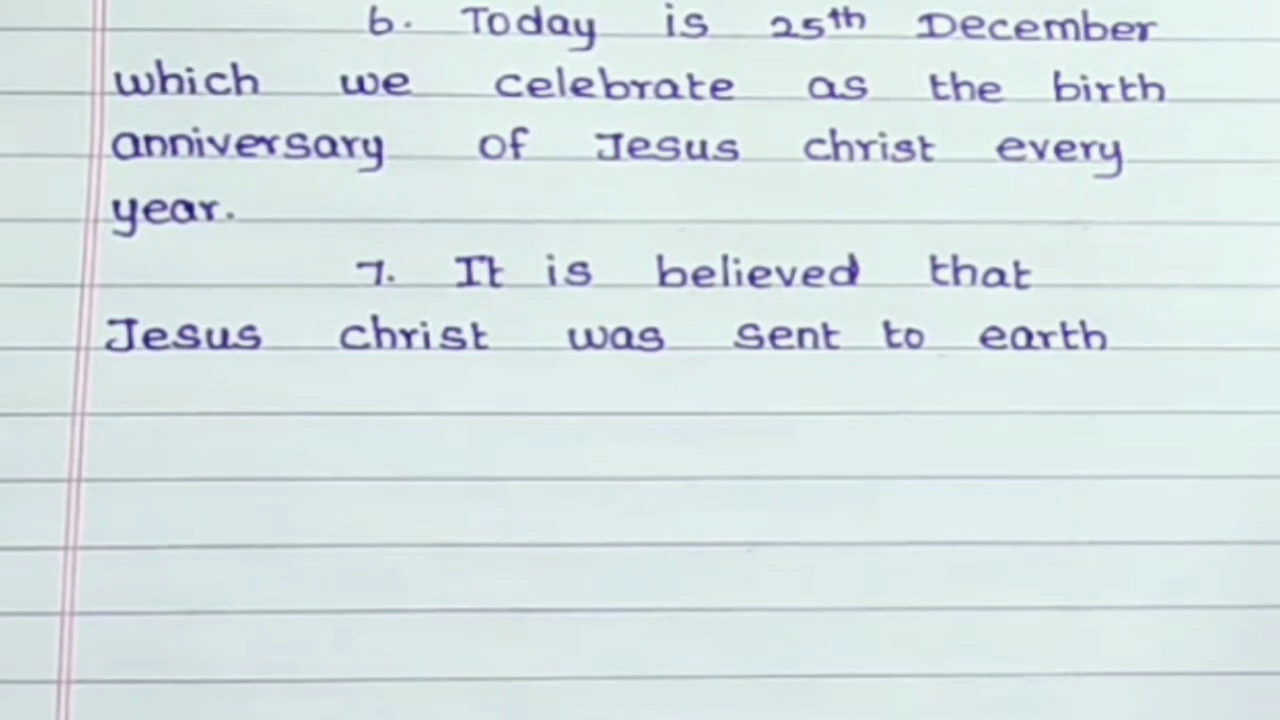 6. Today is 25th December
which we celebrate as the birth
anniversary of Jesus christ every
year.
7. It is believed that
Jesus christ was sent to earth